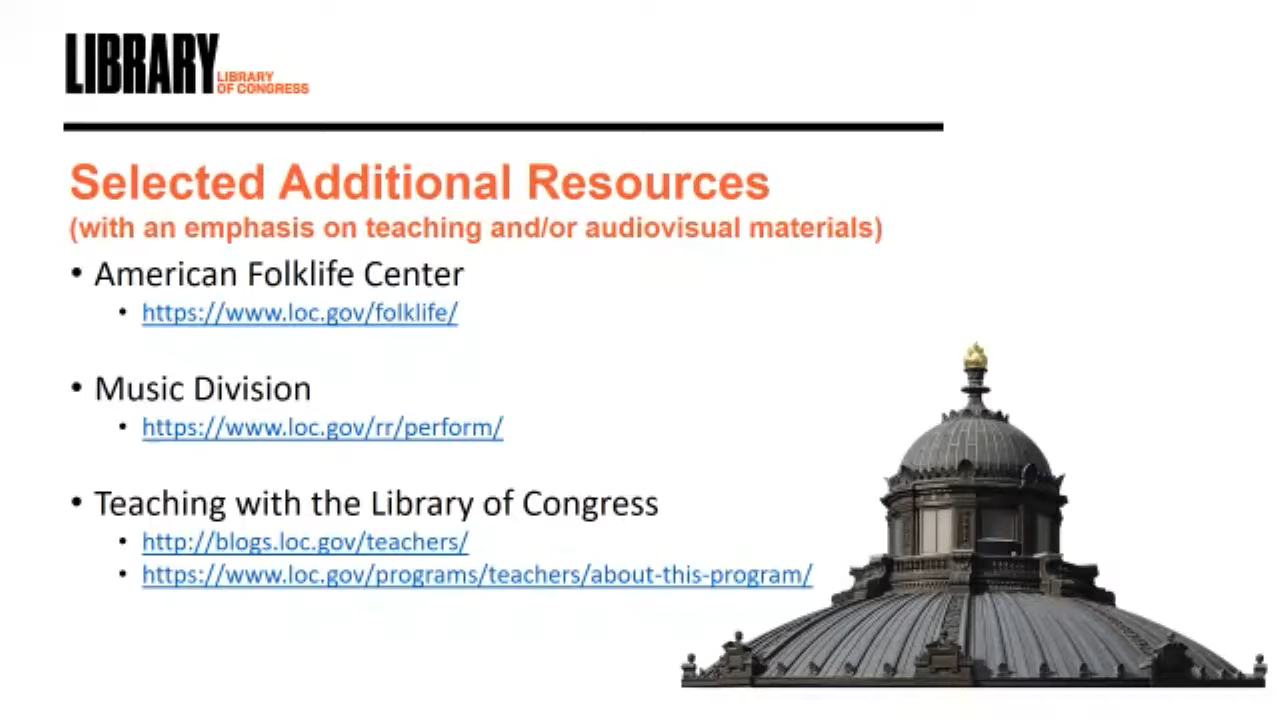 LIBRARY
LIBRARY
OF CONGRESS
Selected Additional Resources
(with an emphasis on teaching and/or audiovisual materials)
• American Folklife Center
• https://www.loc.gov/folklife/
• Music Division
• https://www.loc.gov/rr/perform/
• Teaching with the Library of Congress
• http://blogs.loc.gov/teachers/
• https://www.loc.gov/programs/teachers/about-this-program/